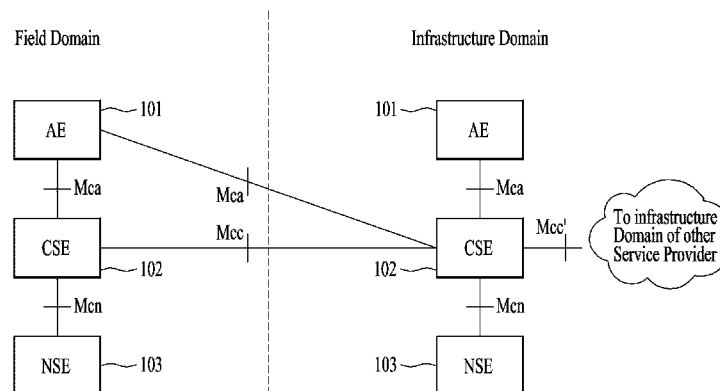 Field Domain
Infrastructure Domain
101
AE
101
AE
Mca
Mca
Mca
CSE
Mcc
CSE
Mcc'
To infrastructure
Domain of other
Service Provider
102
102
Mcn
Mcn
NSE
103
103
NSE